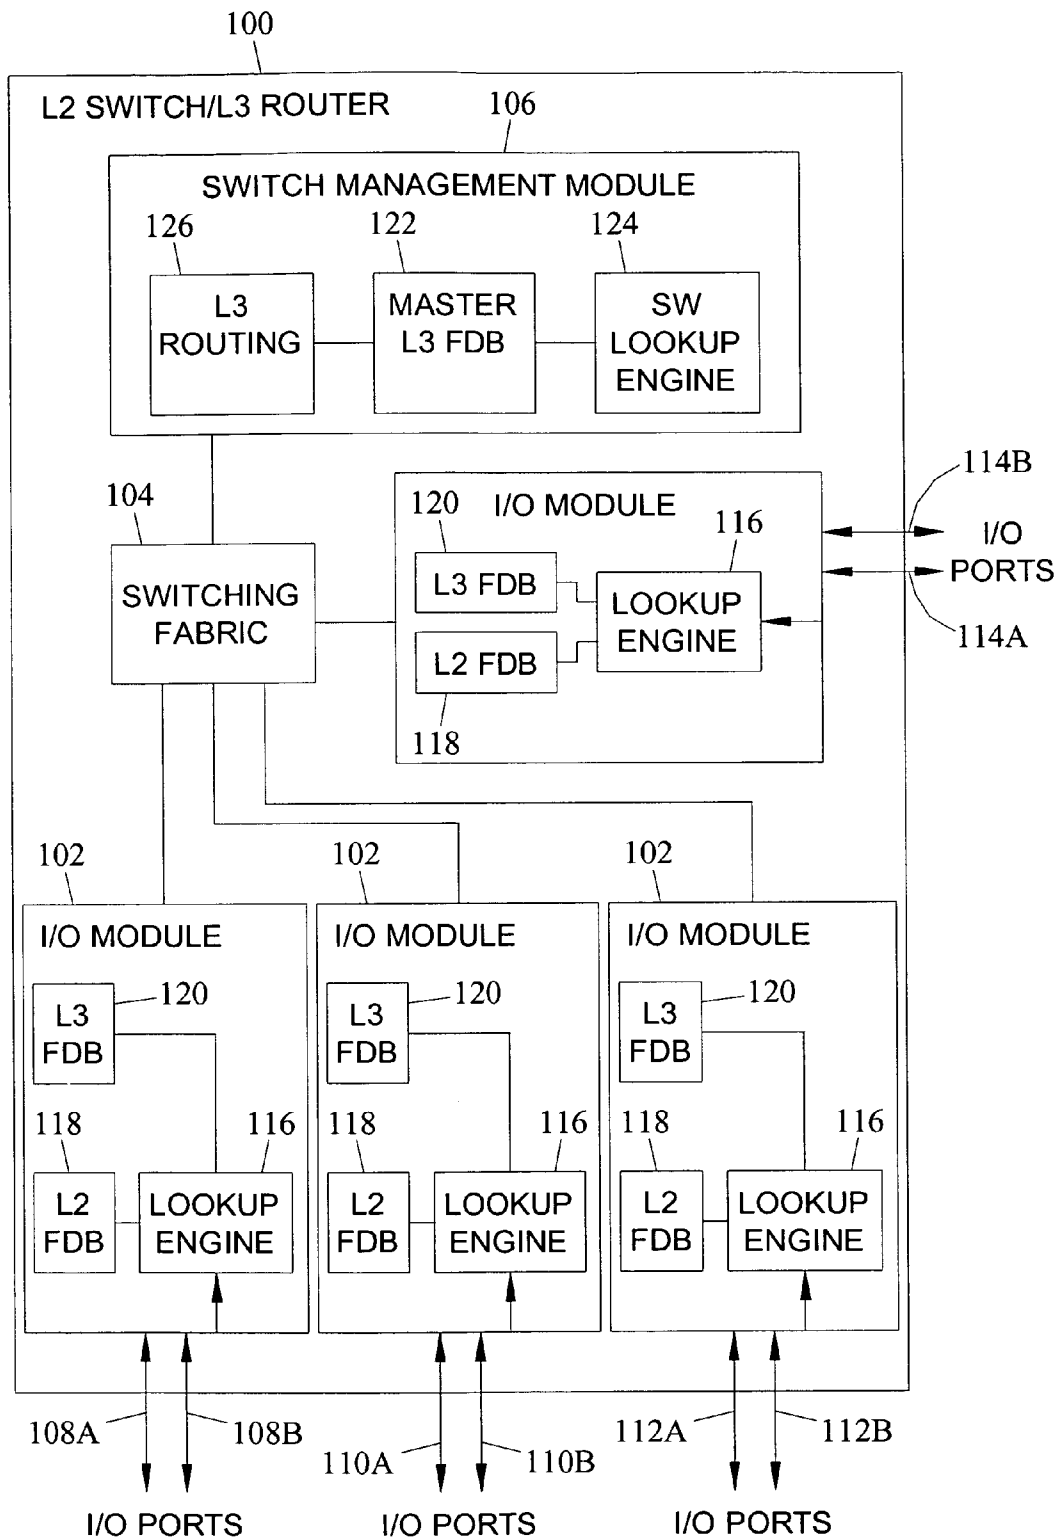 100
L2 SWITCH/L3 ROUTER
106
SWITCH MANAGEMENT MODULE
126
122
124
L3
ROUTING
MASTER
L3 FDB
SW
LOOKUP
ENGINE
114B
104
I/O MODULE
120
116
I/O
PORTS
L3 FDB
SWITCHING
FABRIC
LOOKUP
ENGINE
114A
L2 FDB
118
102
I/O MODULE
120
L3
FDB
118
116
L2
FDB
LOOKUP
ENGINE
102
I/O MODULE
120
L3
FDB
118
116
L2
FDB
LOOKUP
ENGINE
102
I/O MODULE
120
L3
FDB
118
116
L2
FDB
LOOKUP
ENGINE
108A
108B
110A
110B
112A
112B
I/O PORTS
I/O PORTS
I/O PORTS